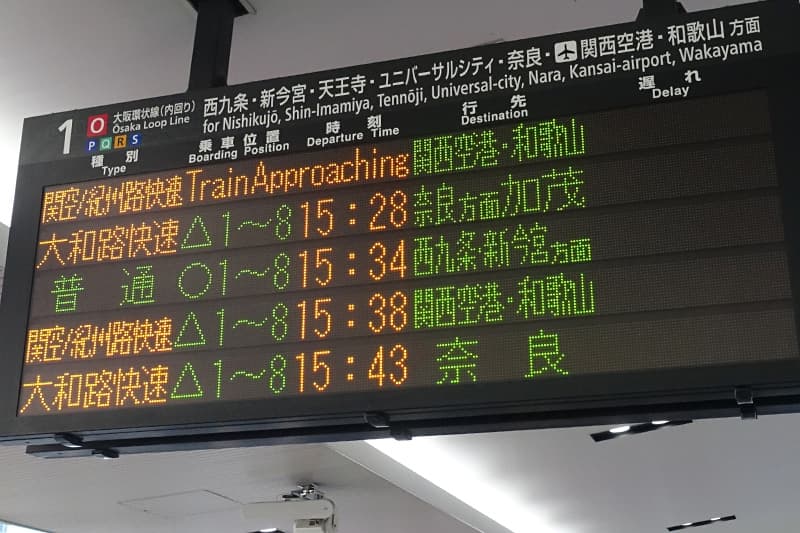 1 O 大阪環状線(内回り) 西九条・新今宮・天王寺・ユニバーサルシティ・奈良・関西空港・和歌山 方面
Osaka Loop Line for Nishikujō, Shin-Imamiya, Tennōji, Universal-city, Nara, Kansai-airport, Wakayama
P Q R S
種別 乗車位置 時刻 行先 遅れ
Type Boarding Position Departure Time Destination Delay
関空/紀州路快速 Train Approaching 関西空港・和歌山
大和路快速 △1～8 15:28 奈良方面加茂
普通 ○1～8 15:34 西九条・新今宮方面
関空/紀州路快速 △1～8 15:38 関西空港・和歌山
大和路快速 △1～8 15:43 奈良